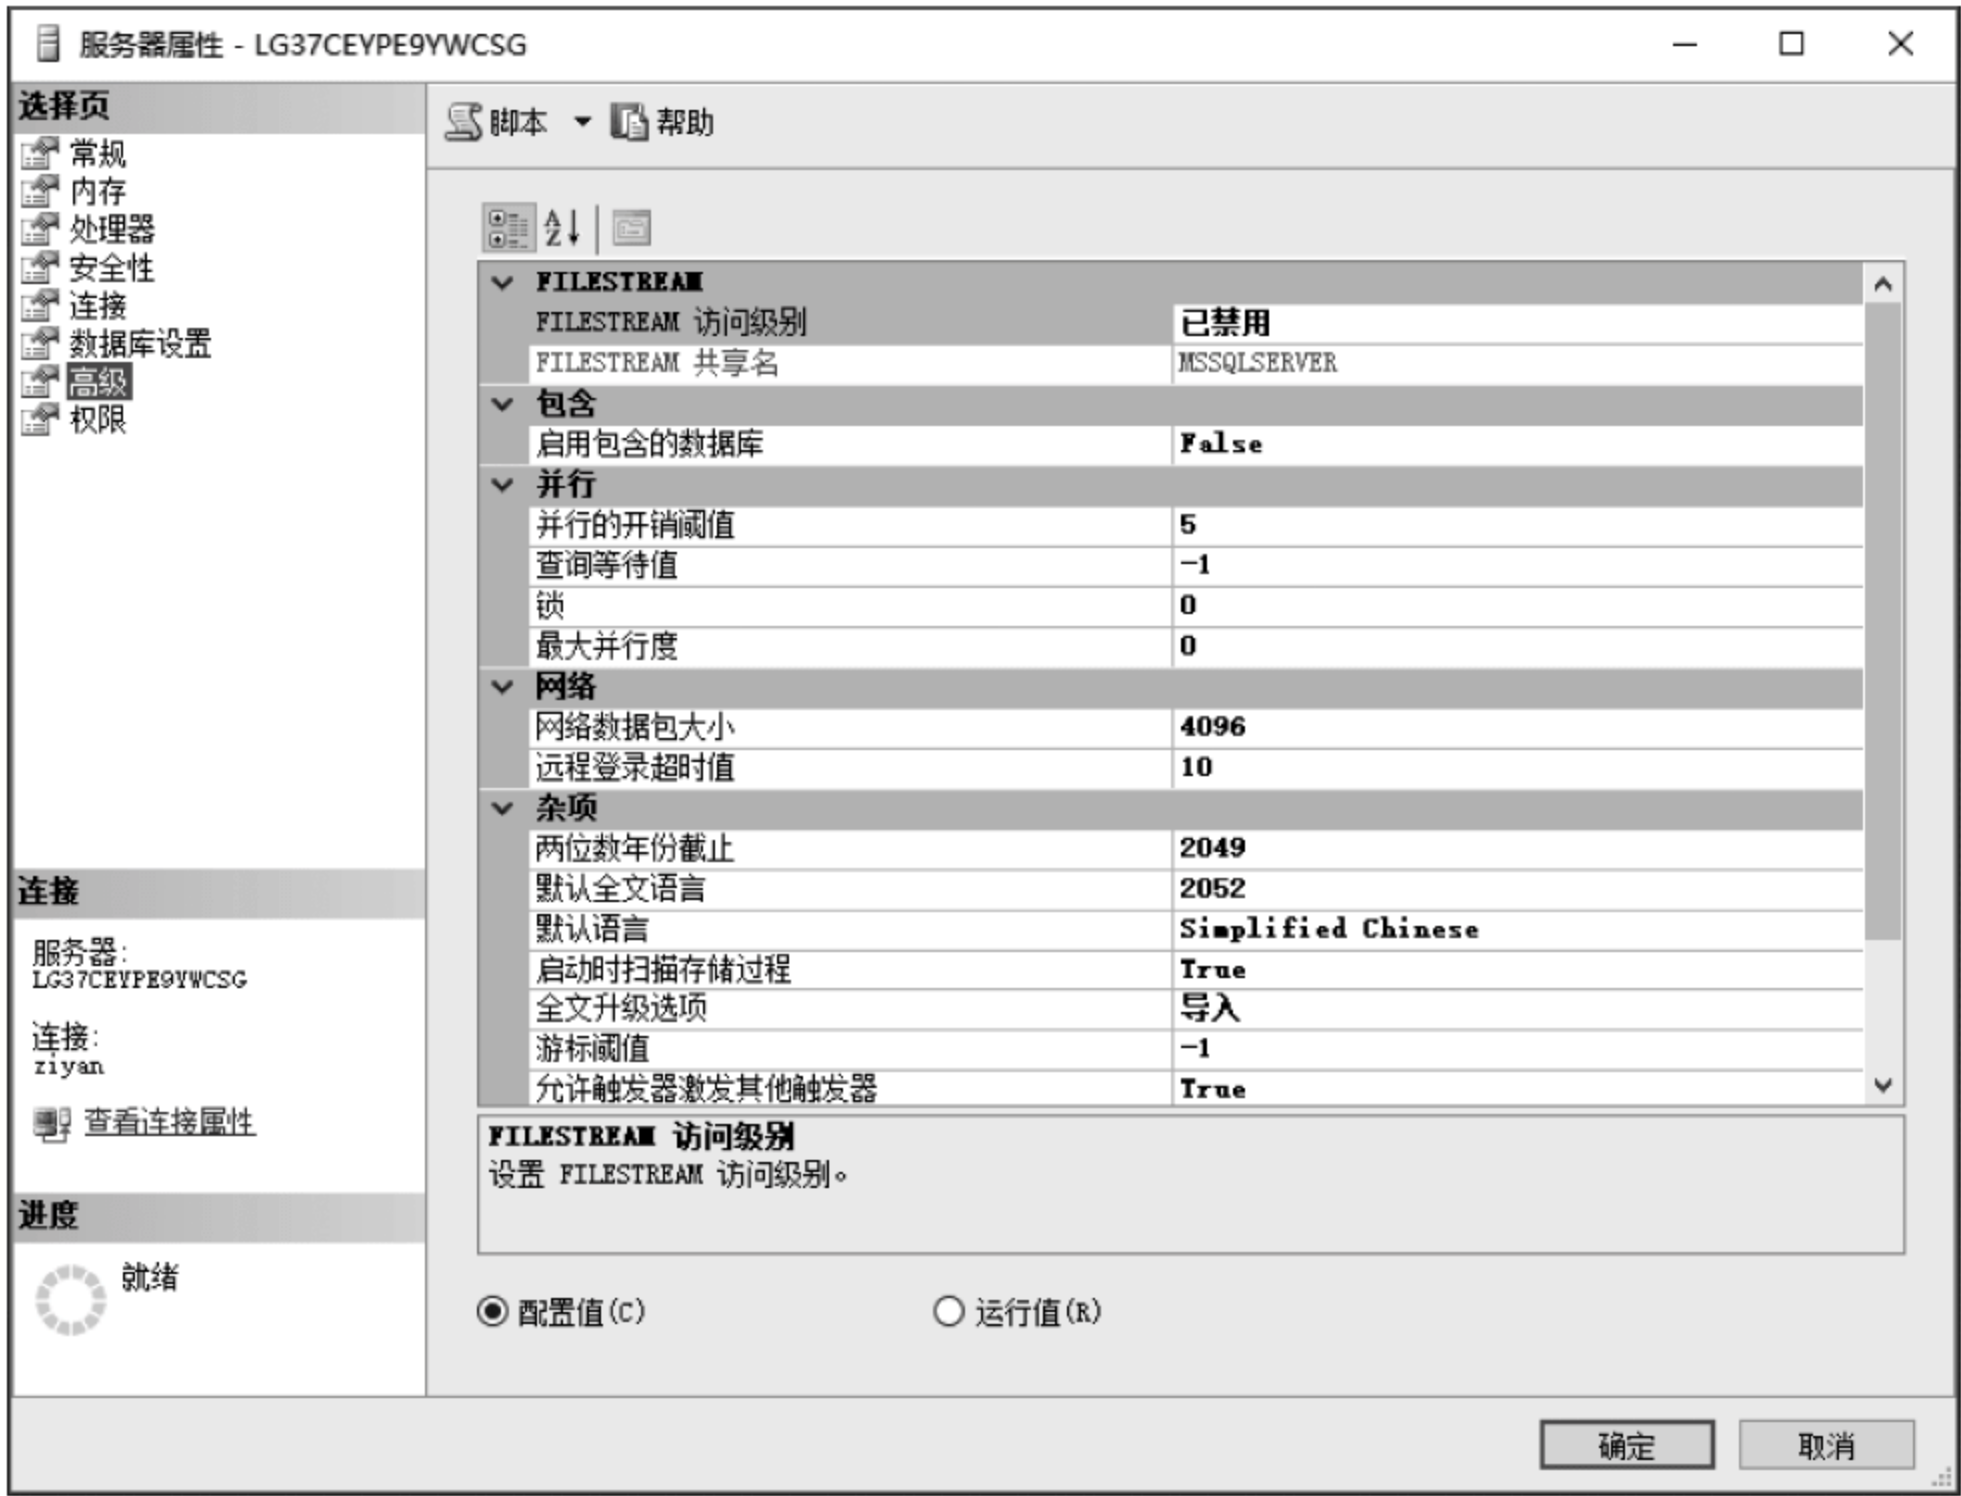 服务器属性 - LG37CEYPE9YWCSG
选择页
常规
内存
处理器
安全性
连接
数据库设置
高级
权限
连接
服务器:
LG37CEYPE9YWCSG
连接:
ziyan
查看连接属性
进度
就绪
脚本 帮助
FILESTREAM
FILESTREAM 访问级别 已禁用
FILESTREAM 共享名 MSSQLSERVER
包含
启用包含的数据库 False
并行
并行的开销阈值 5
查询等待值 -1
锁 0
最大并行度 0
网络
网络数据包大小 4096
远程登录超时值 10
杂项
两位数年份截止 2049
默认全文语言 2052
默认语言 Simplified Chinese
启动时扫描存储过程 True
全文升级选项 导入
游标阈值 -1
允许触发器激发其他触发器 True
FILESTREAM 访问级别
设置 FILESTREAM 访问级别。
配置值(C) 运行值(R)
确定 取消